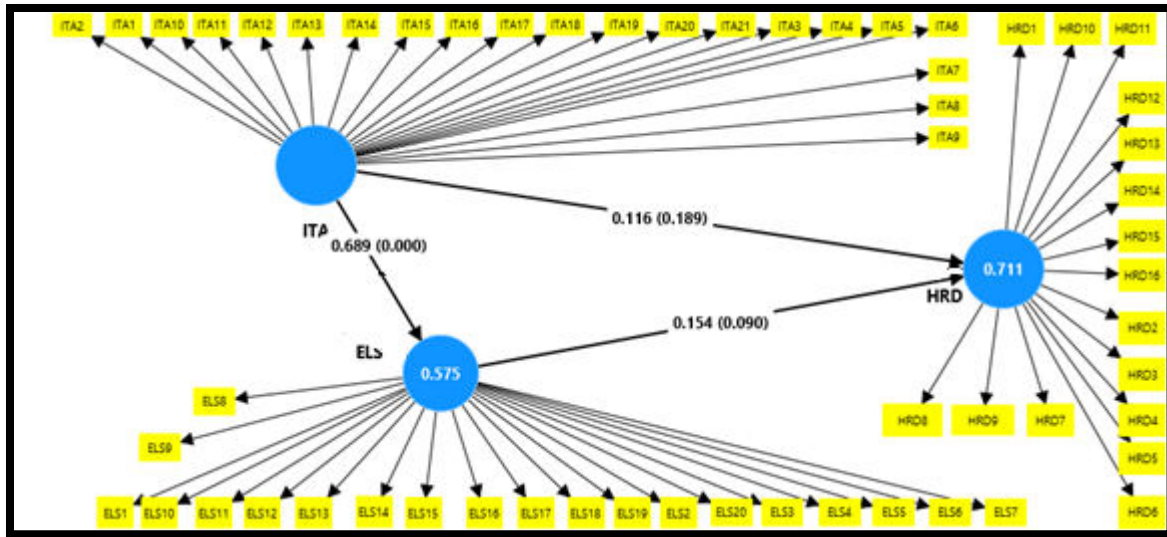 ITA2 ITA1 ITA10 ITA11 ITA12 ITA13 ITA14 ITA15 ITA16 ITA17 ITA18 ITA19 ITA20 ITA21 ITA3 ITA4 ITA5 ITA6 HRD1 HRD10 HRD11
ITA7
HRD12
ITA8
ITA9
HRD13
HRD14
0.116 (0.189)
ITA
0.689 (0.000)
HRD15
0.711
HRD16
HRD
0.154 (0.090)
HRD2
ELS
0.575
HRD3
ELS8
HRD8 HRD9 HRD7 HRD4
ELS9
HRD5
ELS1 ELS10 ELS11 ELS12 ELS13 ELS14 ELS15 ELS16 ELS17 ELS18 ELS19 ELS2 ELS20 ELS3 ELS4 ELS5 ELS6 ELS7 HRD6